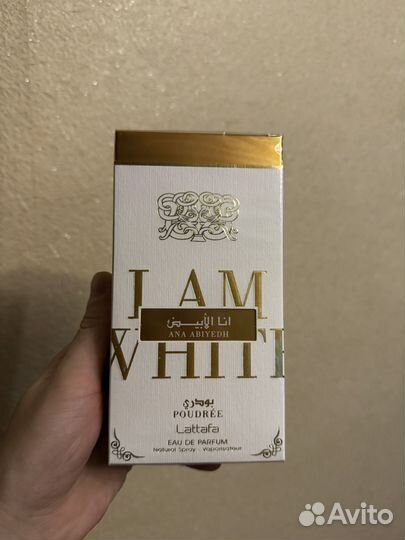 I AM
انا الأبيض
ANA ABIYEDH
WHITE
بودري
POUDRÉE
Lattafa
EAU DE PARFUM
Natural Spray - Vaporisateur
Avito